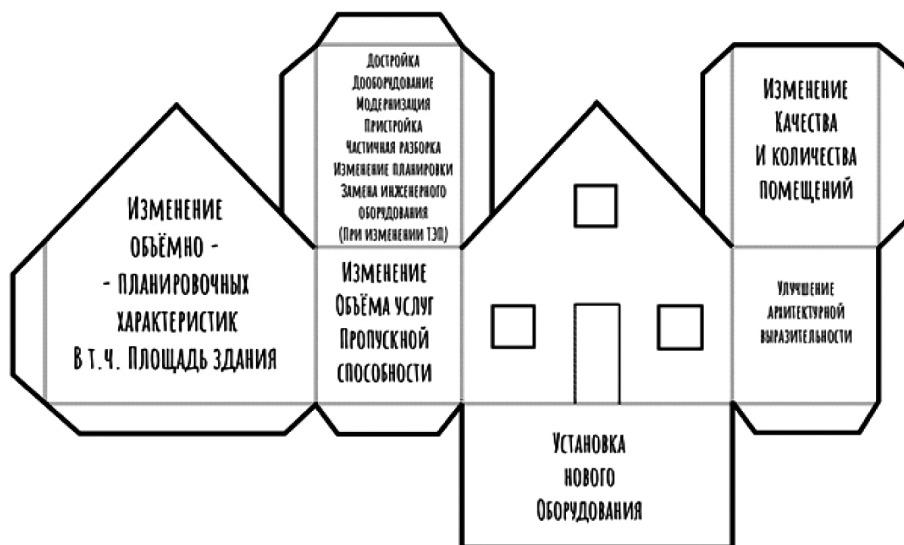 Изменение
объёмно -
- планировочных
характеристик
В т.ч. Площадь здания
Достройка
Дооборудование
Модернизация
Пристройка
Частичная разборка
Изменение планировки
Замена инженерного
оборудования
(При изменении ТЭП)
Изменение
Объёма услуг
Пропускной
способности
Установка
нового
Оборудования
Изменение
Качества
И количества
помещений
Улучшение
архитектурной
выразительности